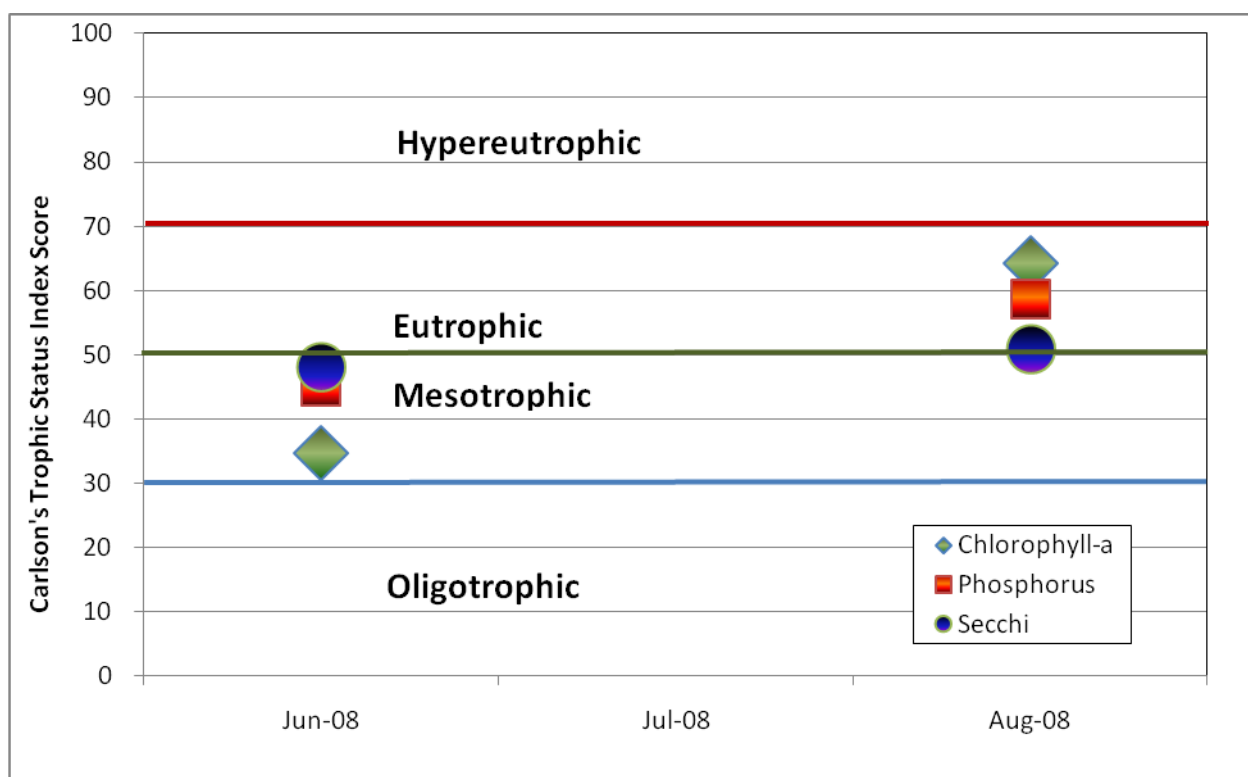 Carlson's Trophic Status Index Score
100
90
80
70
60
50
40
30
20
10
0
Hypereutrophic
Eutrophic
Mesotrophic
Oligotrophic
Chlorophyll-a
Phosphorus
Secchi
Jun-08
Jul-08
Aug-08